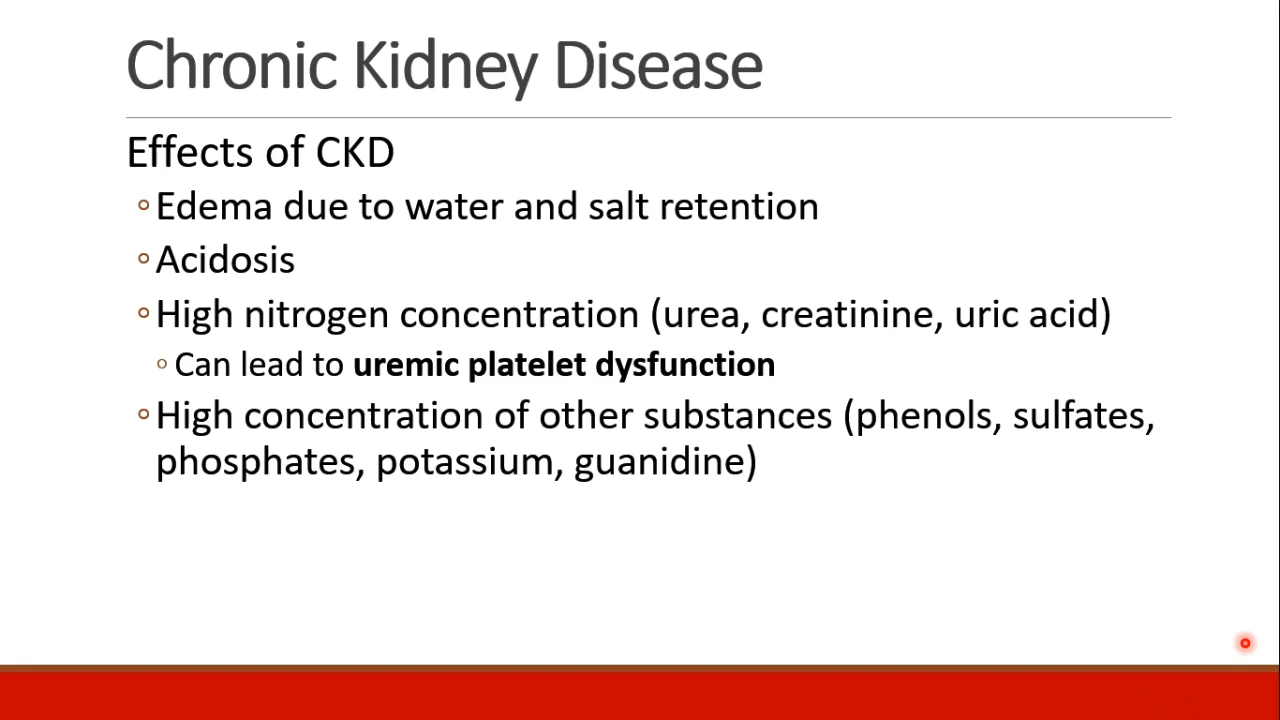 Chronic Kidney Disease
Effects of CKD
◦Edema due to water and salt retention
◦Acidosis
◦High nitrogen concentration (urea, creatinine, uric acid)
◦Can lead to uremic platelet dysfunction
◦High concentration of other substances (phenols, sulfates,
phosphates, potassium, guanidine)